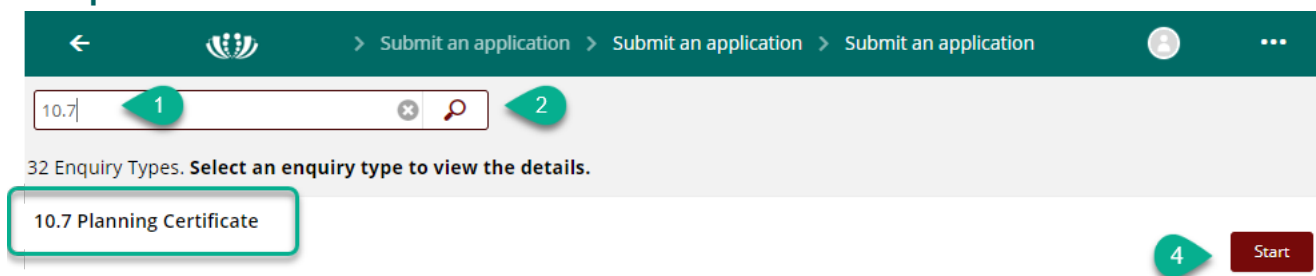 > Submit an application > Submit an application > Submit an application
10.7
1
2
32 Enquiry Types. Select an enquiry type to view the details.
10.7 Planning Certificate
4
Start